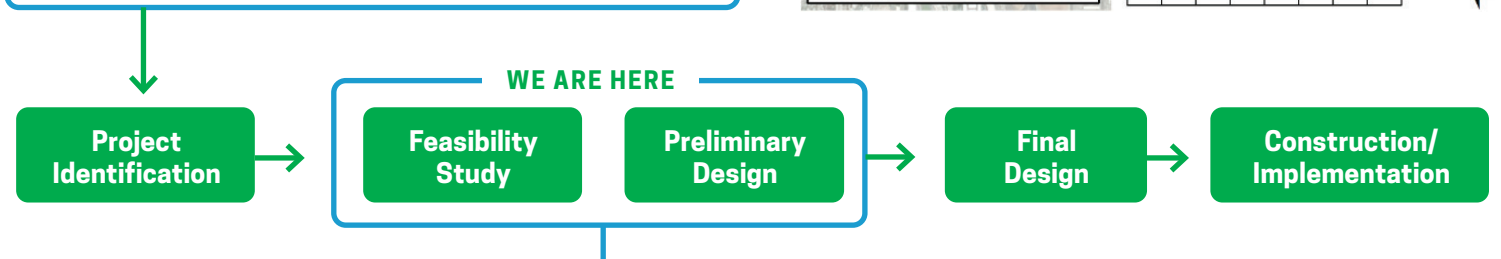 WE ARE HERE
Project
Identification
Feasibility
Study
Preliminary
Design
Final
Design
Construction/
Implementation